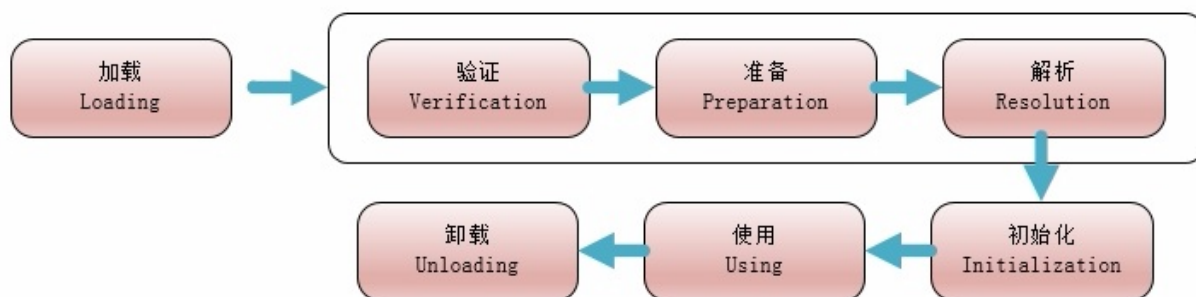 加载
Loading
验证
Verification
准备
Preparation
解析
Resolution
初始化
Initialization
使用
Using
卸载
Unloading